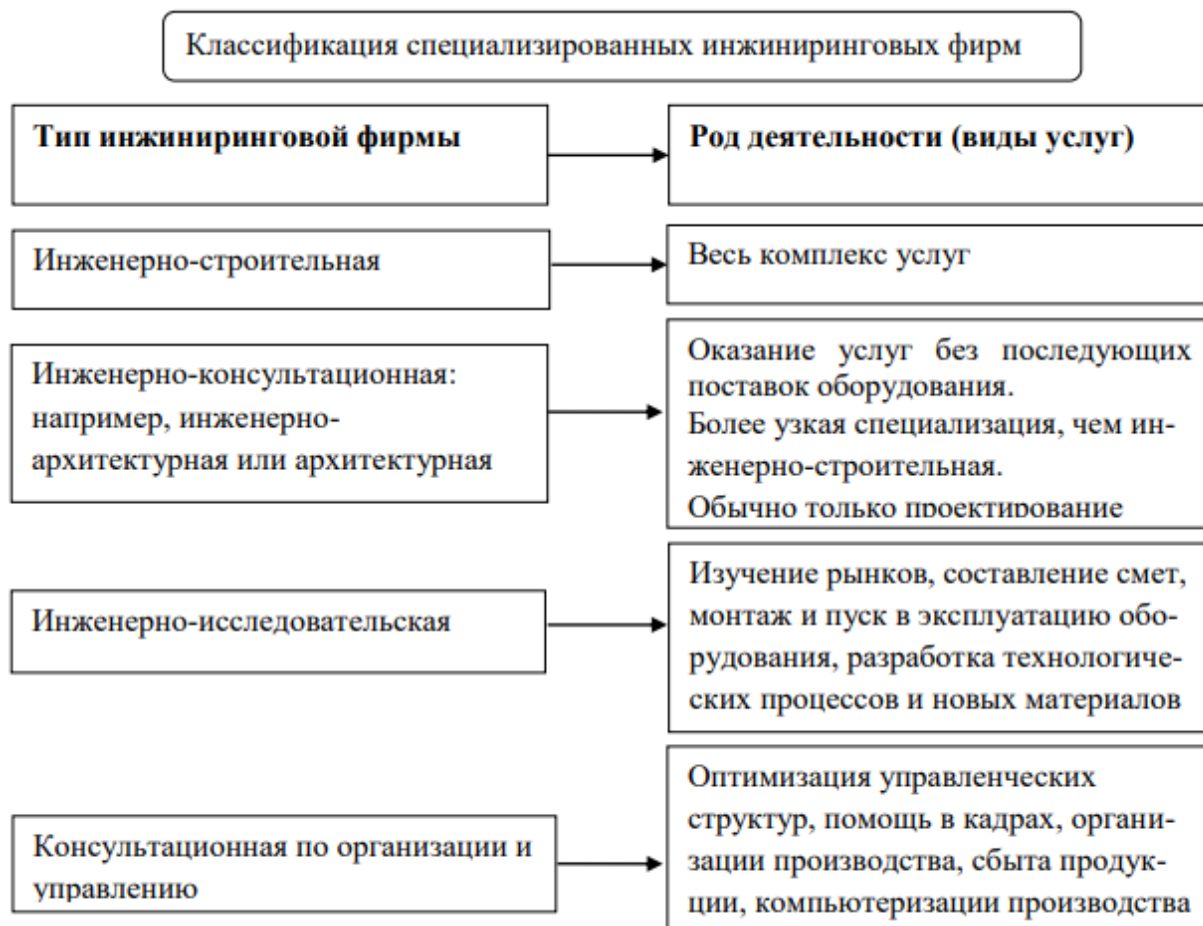 Классификация специализированных инжиниринговых фирм
Тип инжиниринговой фирмы
Род деятельности (виды услуг)
Инженерно-строительная
Весь комплекс услуг
Инженерно-консультационная:
например, инженерно-
архитектурная или архитектурная
Оказание услуг без последующих
поставок оборудования.
Более узкая специализация, чем ин-
женерно-строительная.
Обычно только проектирование
Инженерно-исследовательская
Изучение рынков, составление смет,
монтаж и пуск в эксплуатацию обо-
рудования, разработка технологиче-
ских процессов и новых материалов
Консультационная по организации и
управлению
Оптимизация управленческих
структур, помощь в кадрах, органи-
зации производства, сбыта продук-
ции, компьютеризации производства